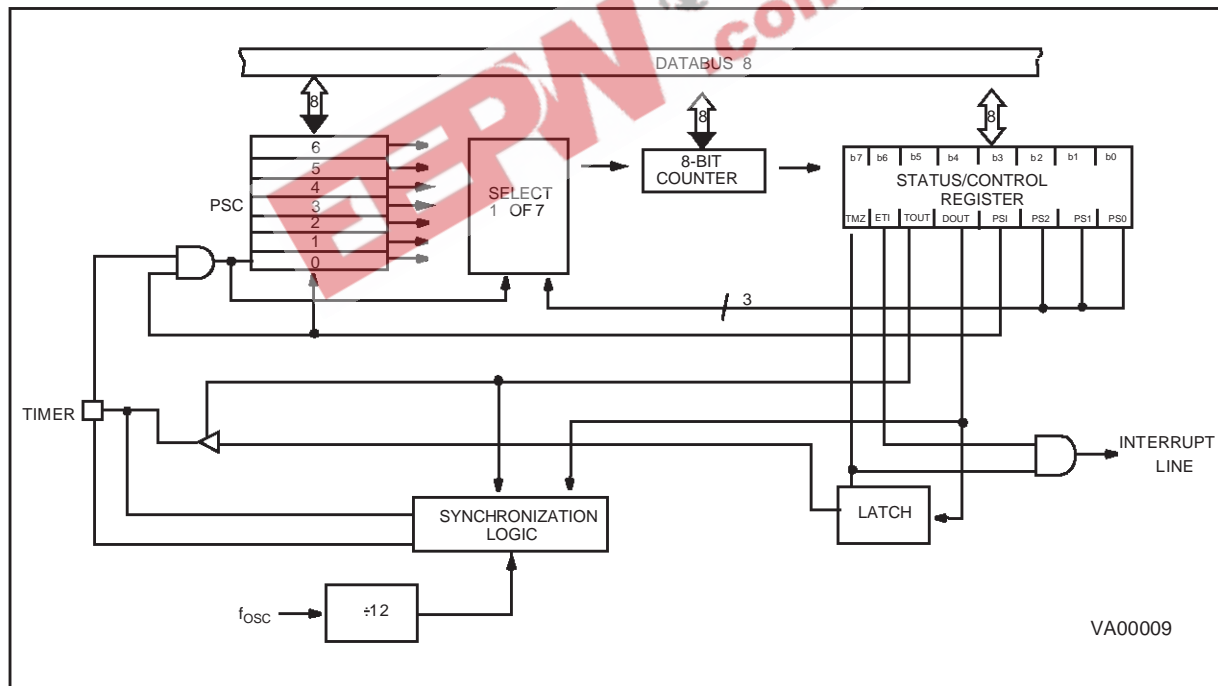 EEPW.com
DATABUS 8
8
8
8
6
5
4
3
2
1
0
PSC
SELECT
1 OF 7
8-BIT
COUNTER
b7 b6 b5 b4 b3 b2 b1 b0
STATUS/CONTROL
REGISTER
TMZ ETI TOUT DOUT PSI PS2 PS1 PS0
3
TIMER
INTERRUPT
LINE
LATCH
SYNCHRONIZATION
LOGIC
fOSC
÷12
VA00009